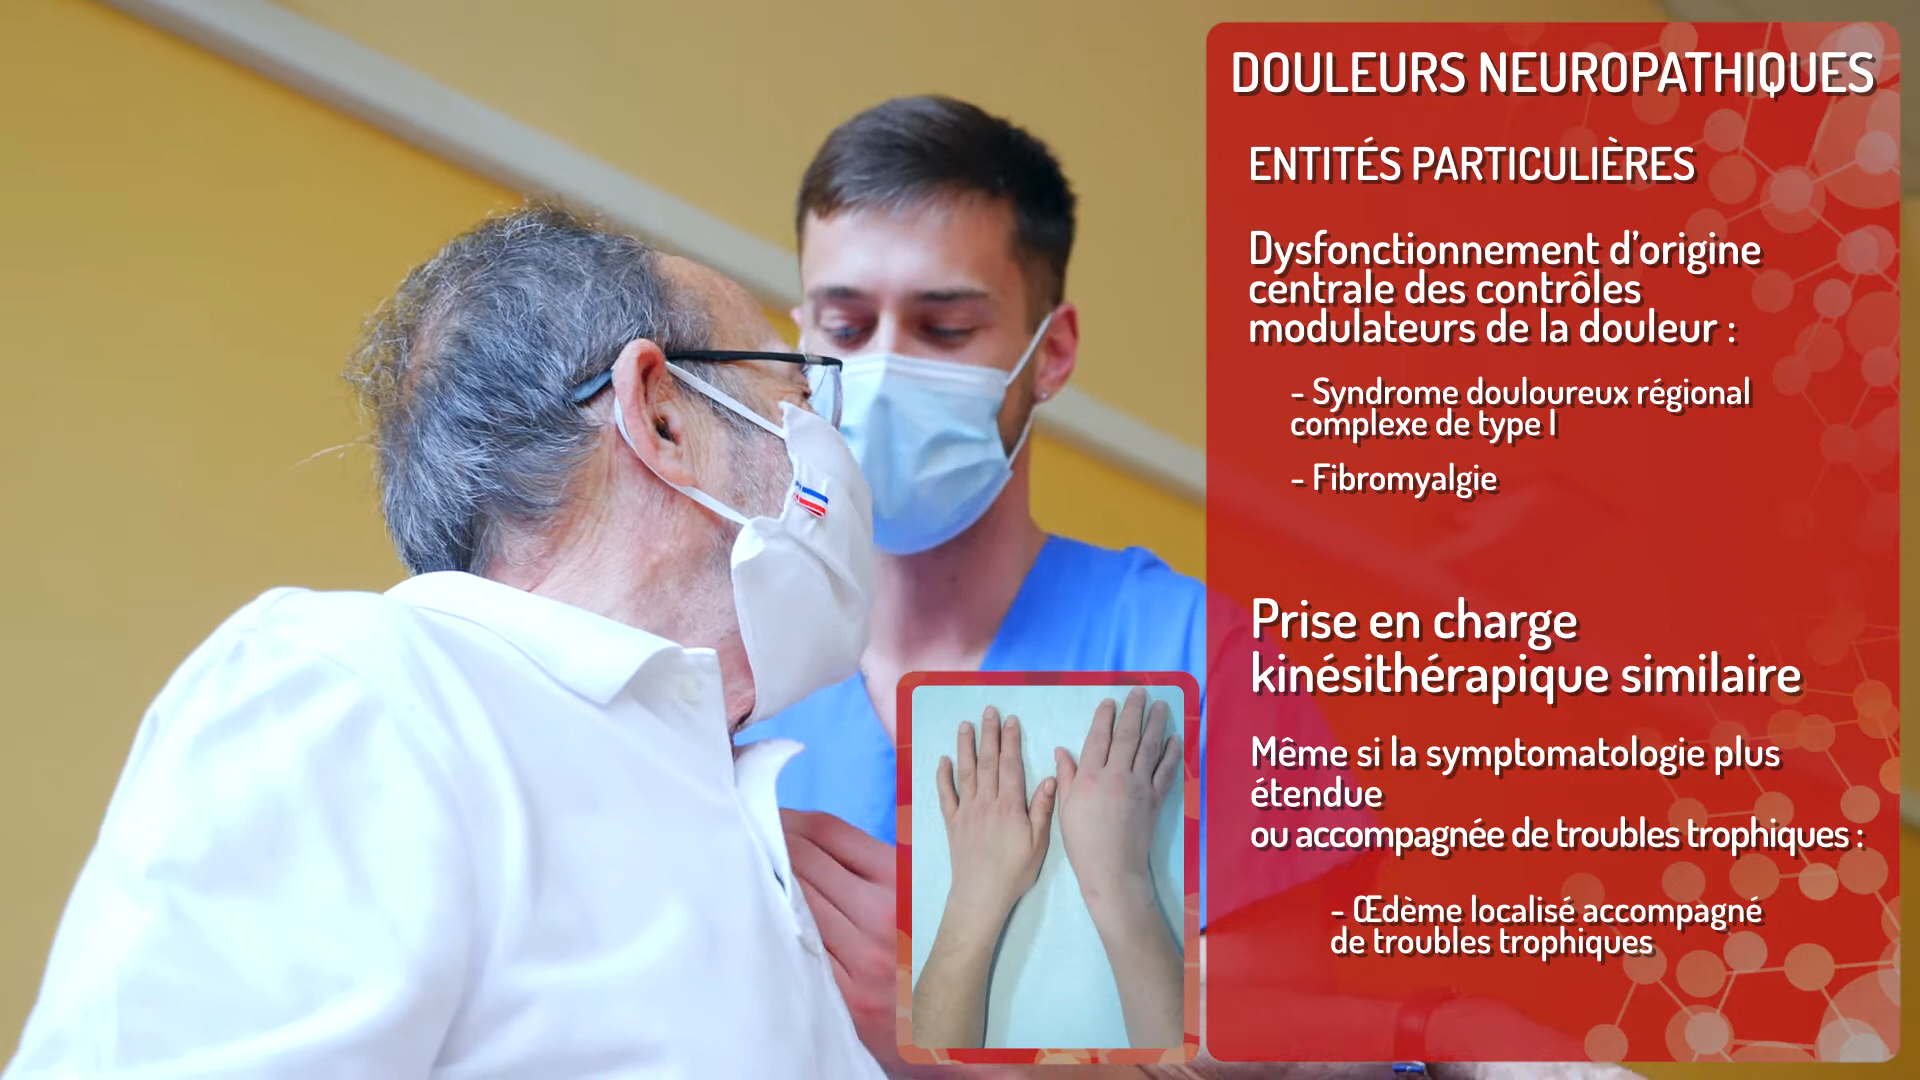 DOULEURS NEUROPATHIQUES
ENTITÉS PARTICULIÈRES
Dysfonctionnement d’origine
centrale des contrôles
modulateurs de la douleur :
- Syndrome douloureux régional
complexe de type I
- Fibromyalgie
Prise en charge
kinésithérapique similaire
Même si la symptomatologie plus
étendue
ou accompagnée de troubles trophiques :
- Œdème localisé accompagné
de troubles trophiques